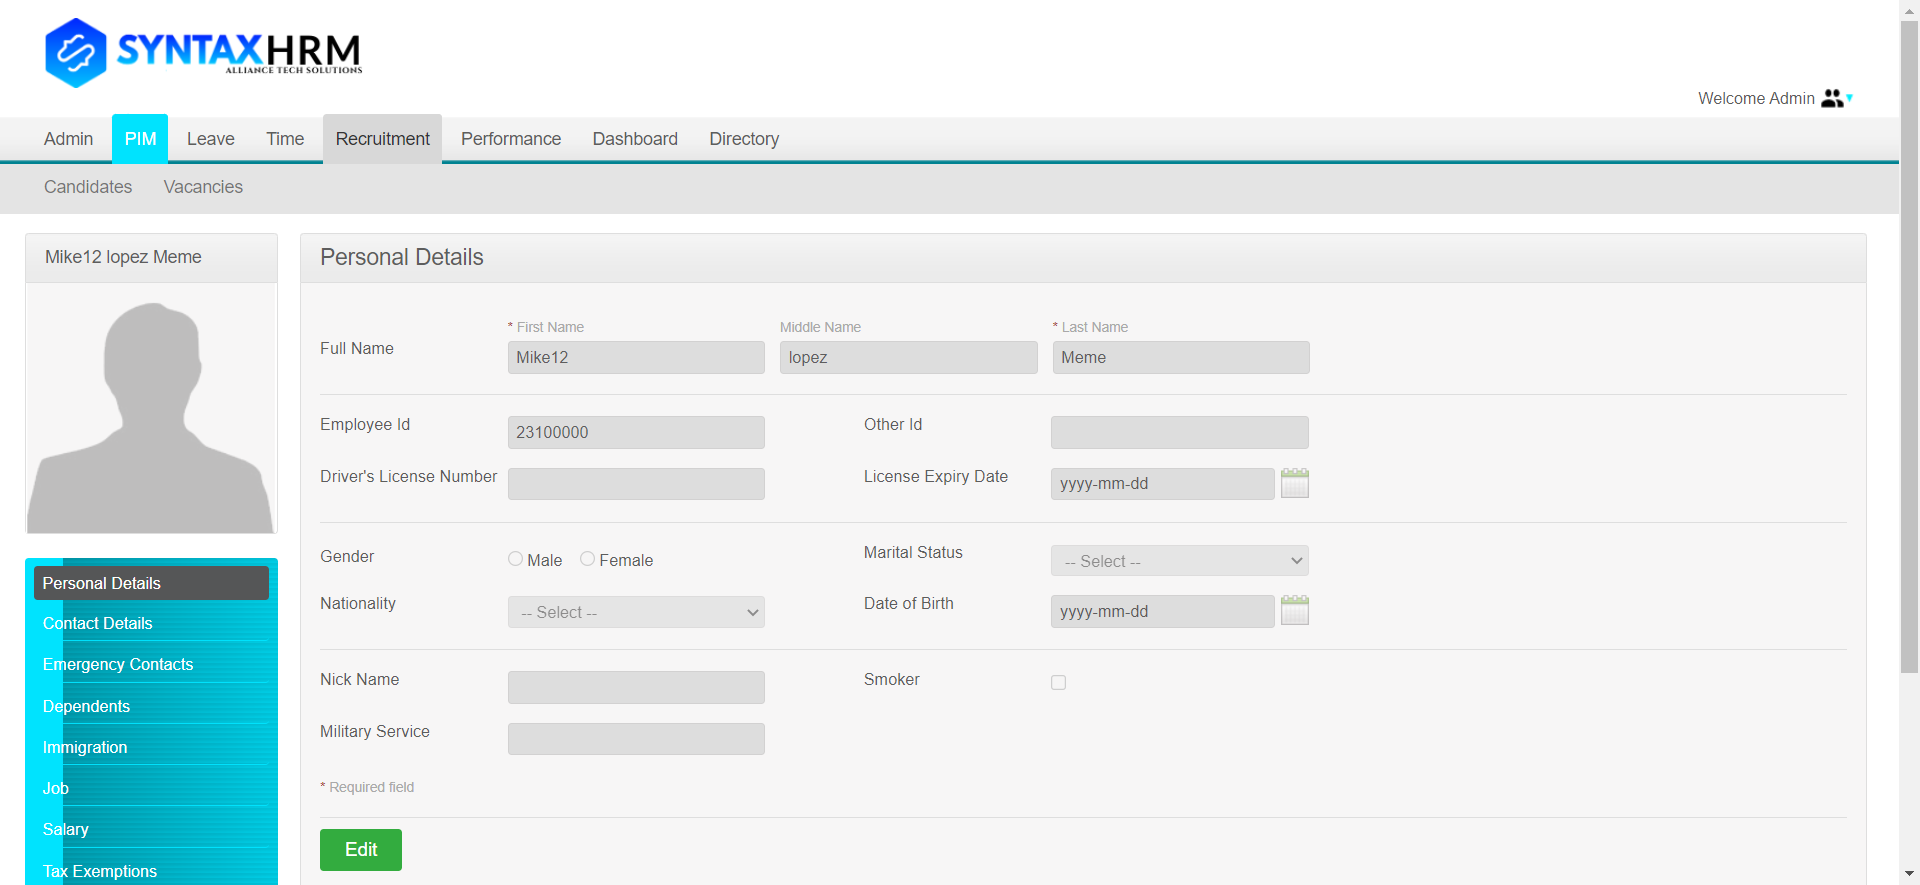 SYNTAXHRM
ALLIANCE TECH SOLUTIONS
Welcome Admin
Admin PIM Leave Time Recruitment Performance Dashboard Directory
Candidates Vacancies
Mike12 lopez Meme
Personal Details
* First Name Middle Name * Last Name
Full Name Mike12 lopez Meme
Employee Id 23100000 Other Id
Driver's License Number License Expiry Date yyyy-mm-dd
Gender Male Female Marital Status -- Select --
Nationality -- Select -- Date of Birth yyyy-mm-dd
Nick Name Smoker
Military Service
* Required field
Edit
Personal Details
Contact Details
Emergency Contacts
Dependents
Immigration
Job
Salary
Tax Exemptions